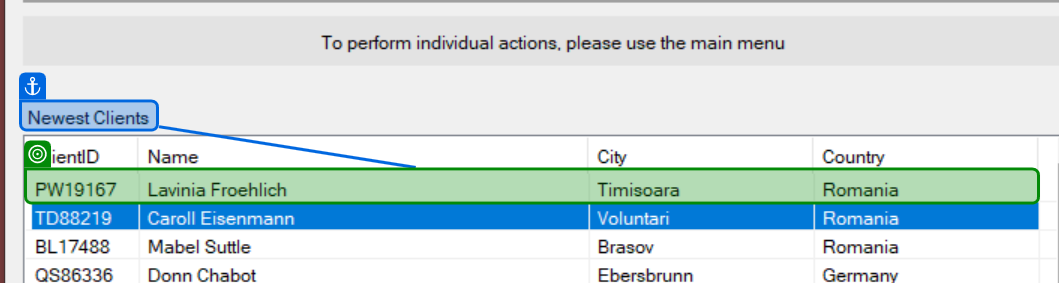 To perform individual actions, please use the main menu
Newest Clients
ientID Name City Country
PW19167 Lavinia Froehlich Timisoara Romania
TD88219 Caroll Eisenmann Voluntari Romania
BL17488 Mabel Suttle Brasov Romania
QS86336 Donn Chabot Ebersbrunn Germany